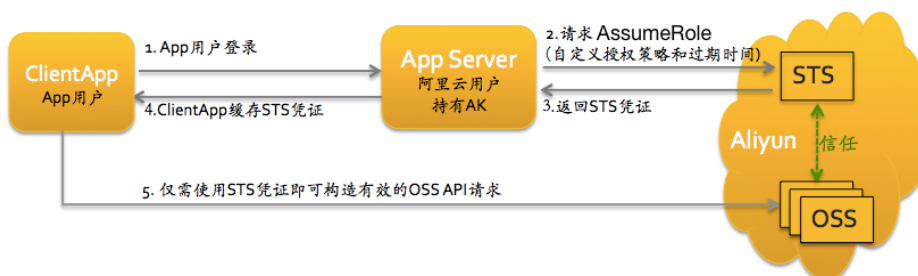 ClientApp
App用户
1. App用户登录
4.ClientApp缓存STS凭证
App Server
阿里云用户
持有AK
2.请求 AssumeRole
(自定义授权策略和过期时间)
3.返回STS凭证
STS
Aliyun
信任
OSS
5. 仅需使用STS凭证即可构造有效的OSS API请求